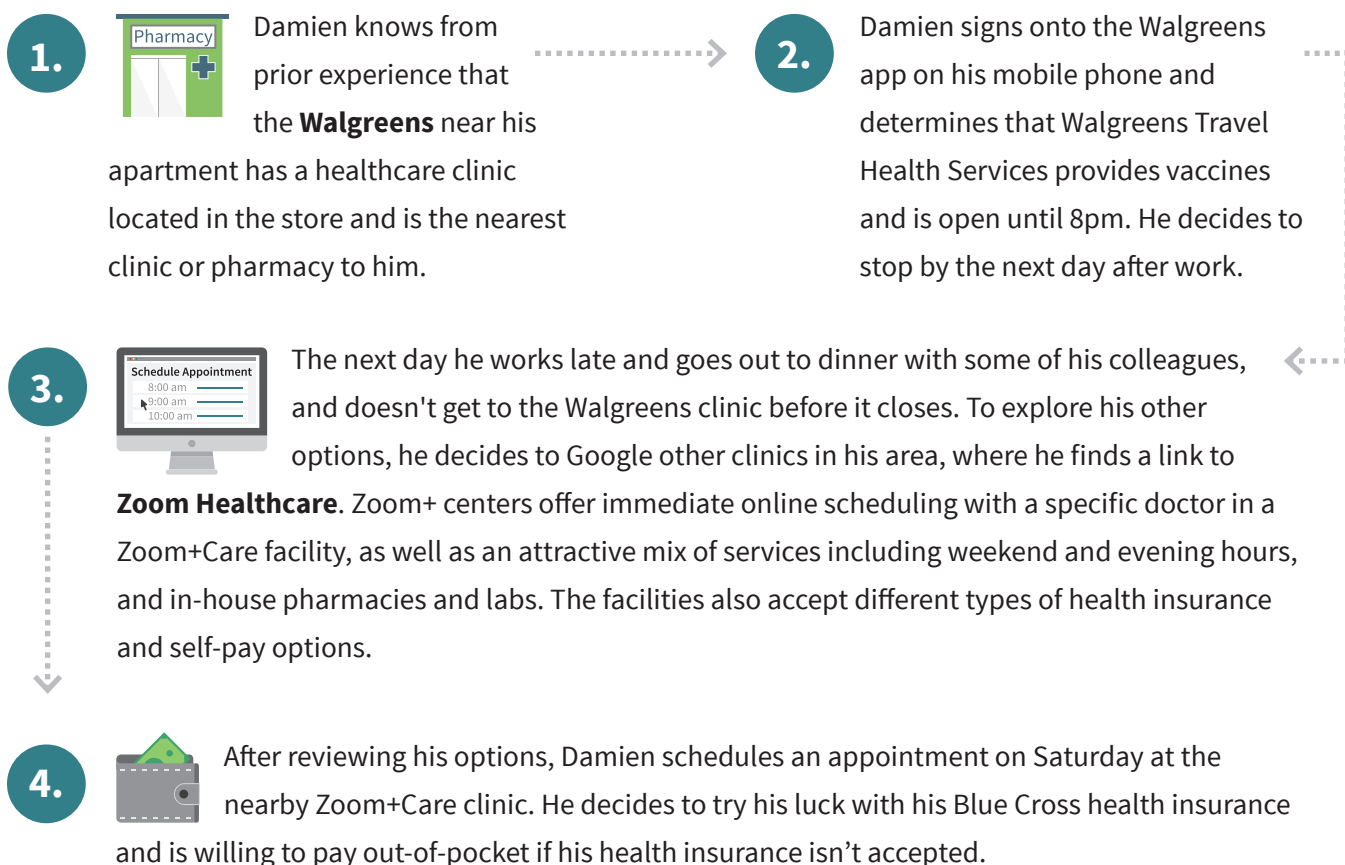 1.
Pharmacy
Damien knows from
prior experience that
the Walgreens near his
apartment has a healthcare clinic
located in the store and is the nearest
clinic or pharmacy to him.
2.
Damien signs onto the Walgreens
app on his mobile phone and
determines that Walgreens Travel
Health Services provides vaccines
and is open until 8pm. He decides to
stop by the next day after work.
3.
Schedule Appointment
8:00 am
9:00 am
10:00 am
The next day he works late and goes out to dinner with some of his colleagues,
and doesn't get to the Walgreens clinic before it closes. To explore his other
options, he decides to Google other clinics in his area, where he finds a link to
Zoom Healthcare. Zoom+ centers offer immediate online scheduling with a specific doctor in a
Zoom+Care facility, as well as an attractive mix of services including weekend and evening hours,
and in-house pharmacies and labs. The facilities also accept different types of health insurance
and self-pay options.
4.
After reviewing his options, Damien schedules an appointment on Saturday at the
nearby Zoom+Care clinic. He decides to try his luck with his Blue Cross health insurance
and is willing to pay out-of-pocket if his health insurance isn’t accepted.